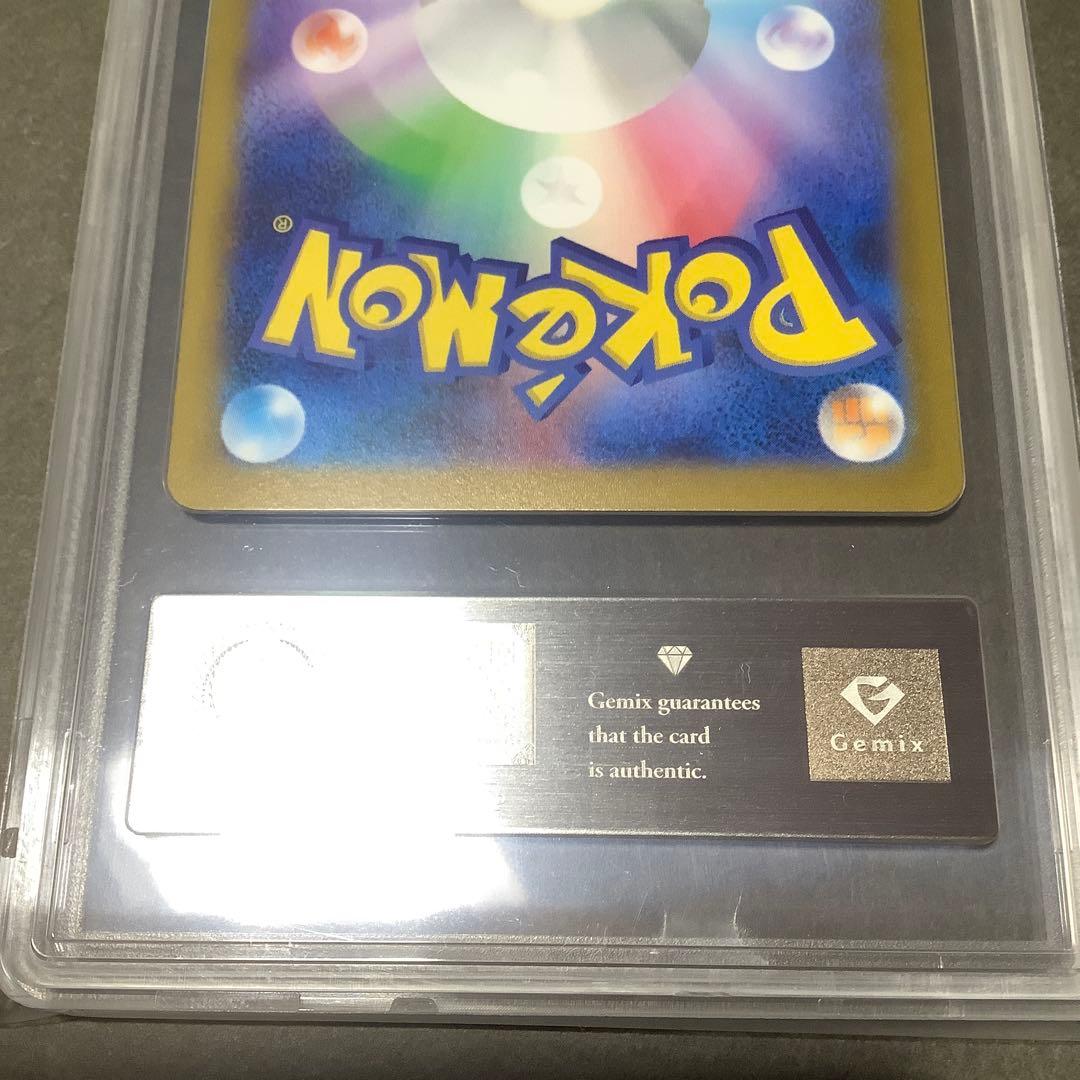 POKéMON
®
Gemix guarantees
that the card
is authentic.
Gemix